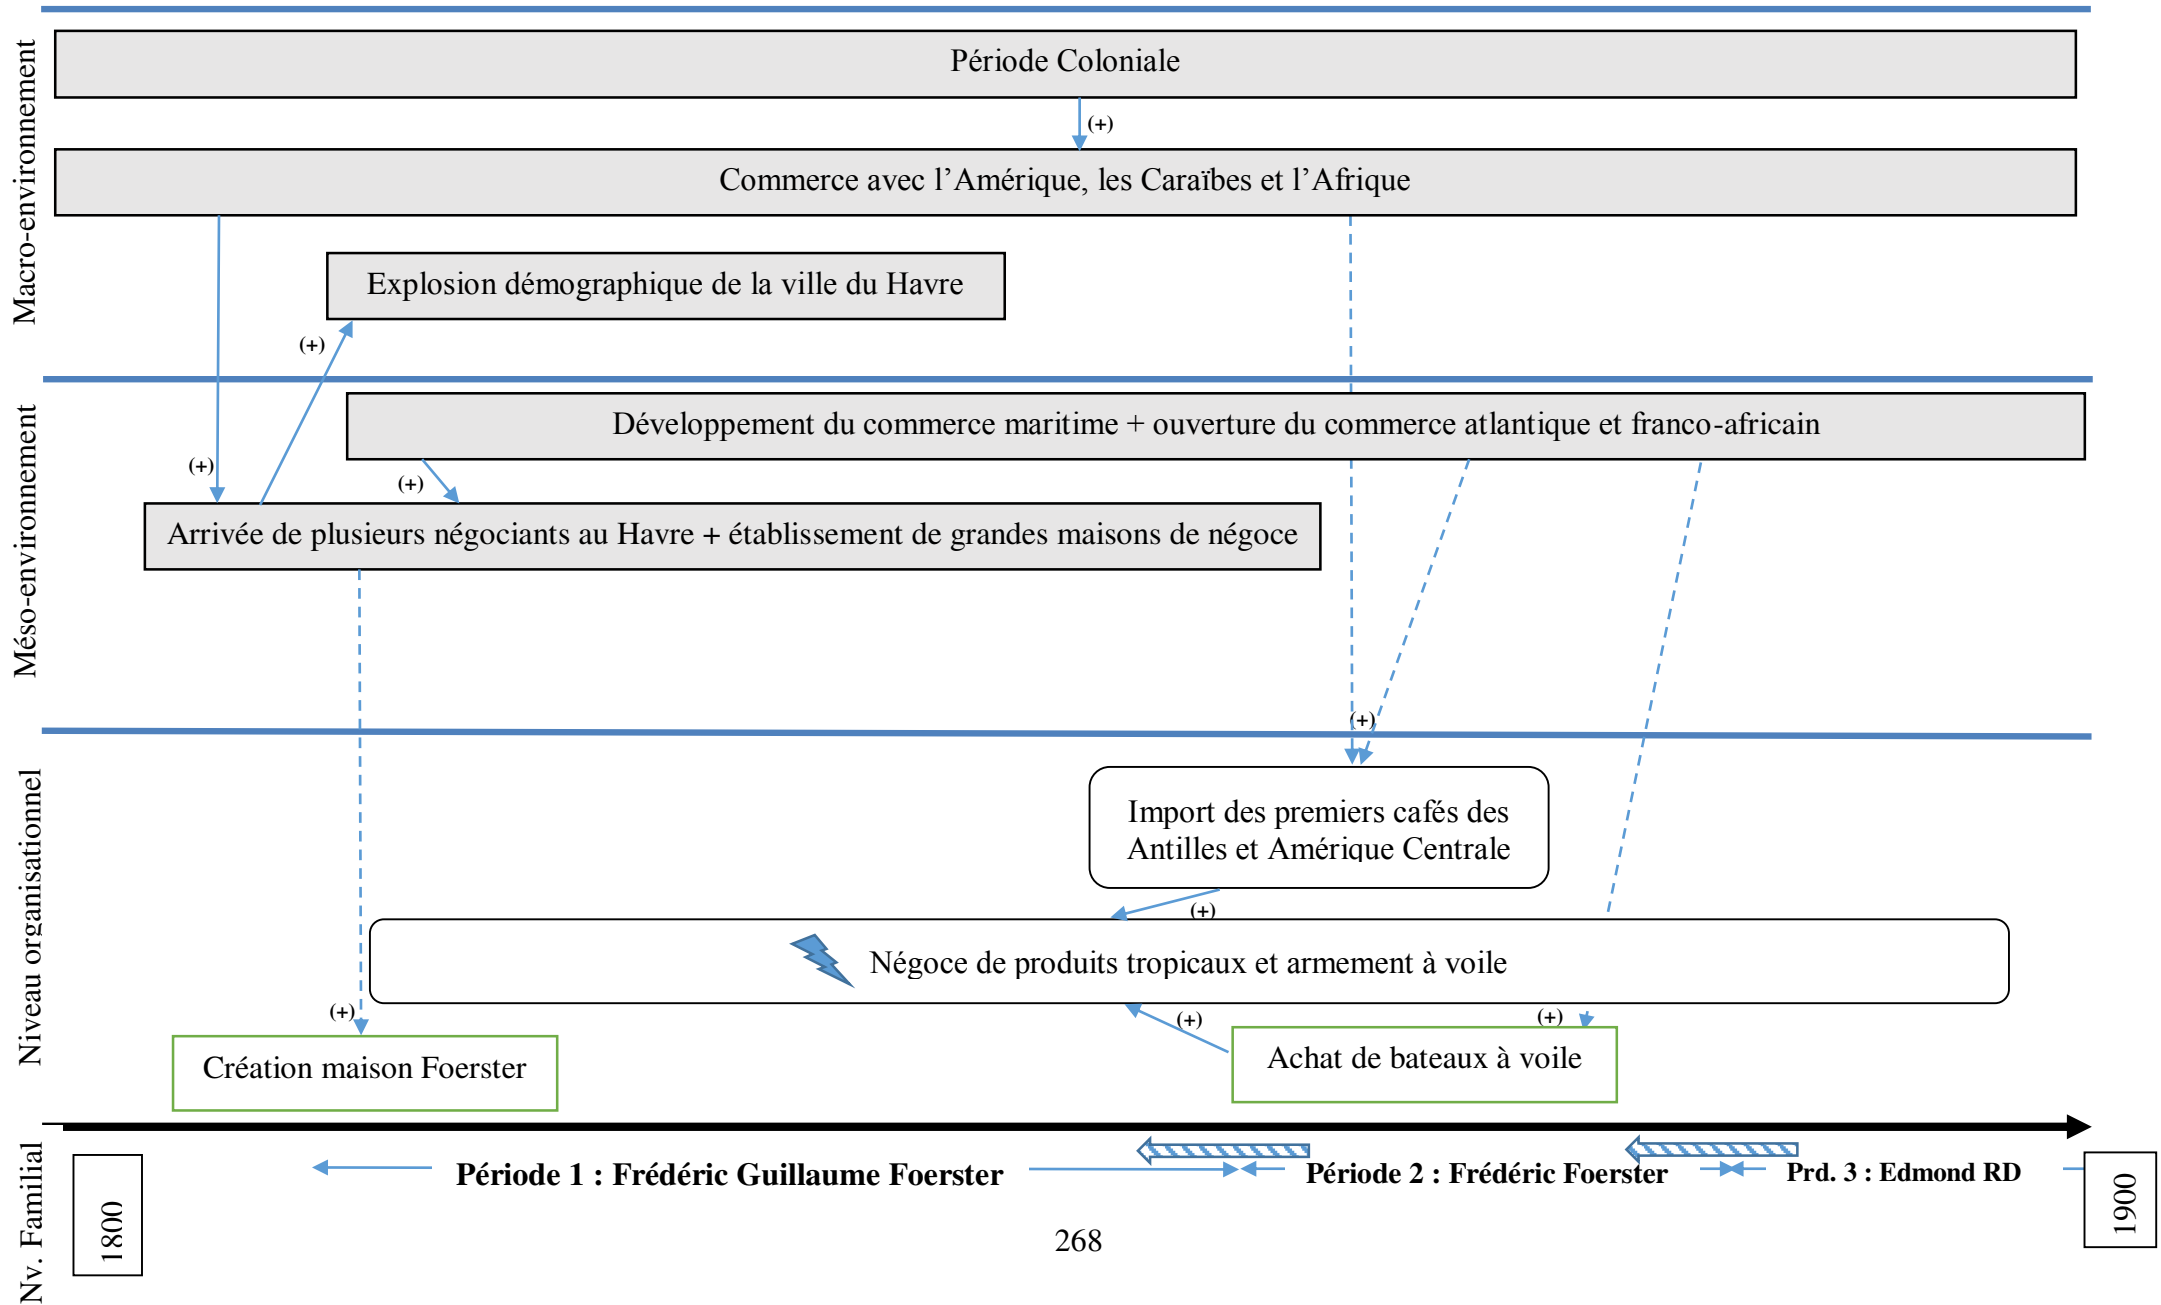 Macro-environnement
Période Coloniale
(+)
Commerce avec l’Amérique, les Caraïbes et l’Afrique
Explosion démographique de la ville du Havre
(+)
Méso-environnement
Développement du commerce maritime + ouverture du commerce atlantique et franco-africain
(+)
(+)
Arrivée de plusieurs négociants au Havre + établissement de grandes maisons de négoce
(+)
Niveau organisationnel
Import des premiers cafés des
Antilles et Amérique Centrale
(+)
Négoce de produits tropicaux et armement à voile
(+)
(+)
(+)
Création maison Foerster
Achat de bateaux à voile
Nv. Familial
Période 1 : Frédéric Guillaume Foerster
Période 2 : Frédéric Foerster
Prd. 3 : Edmond RD
1800
1900
268